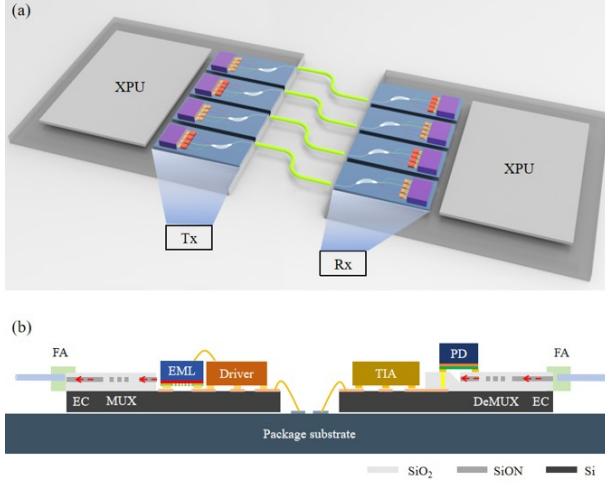 (a)
XPU
XPU
Tx
Rx
(b)
FA
EML
Driver
TIA
PD
FA
EC
MUX
DeMUX
EC
Package substrate
SiO₂
SiON
Si